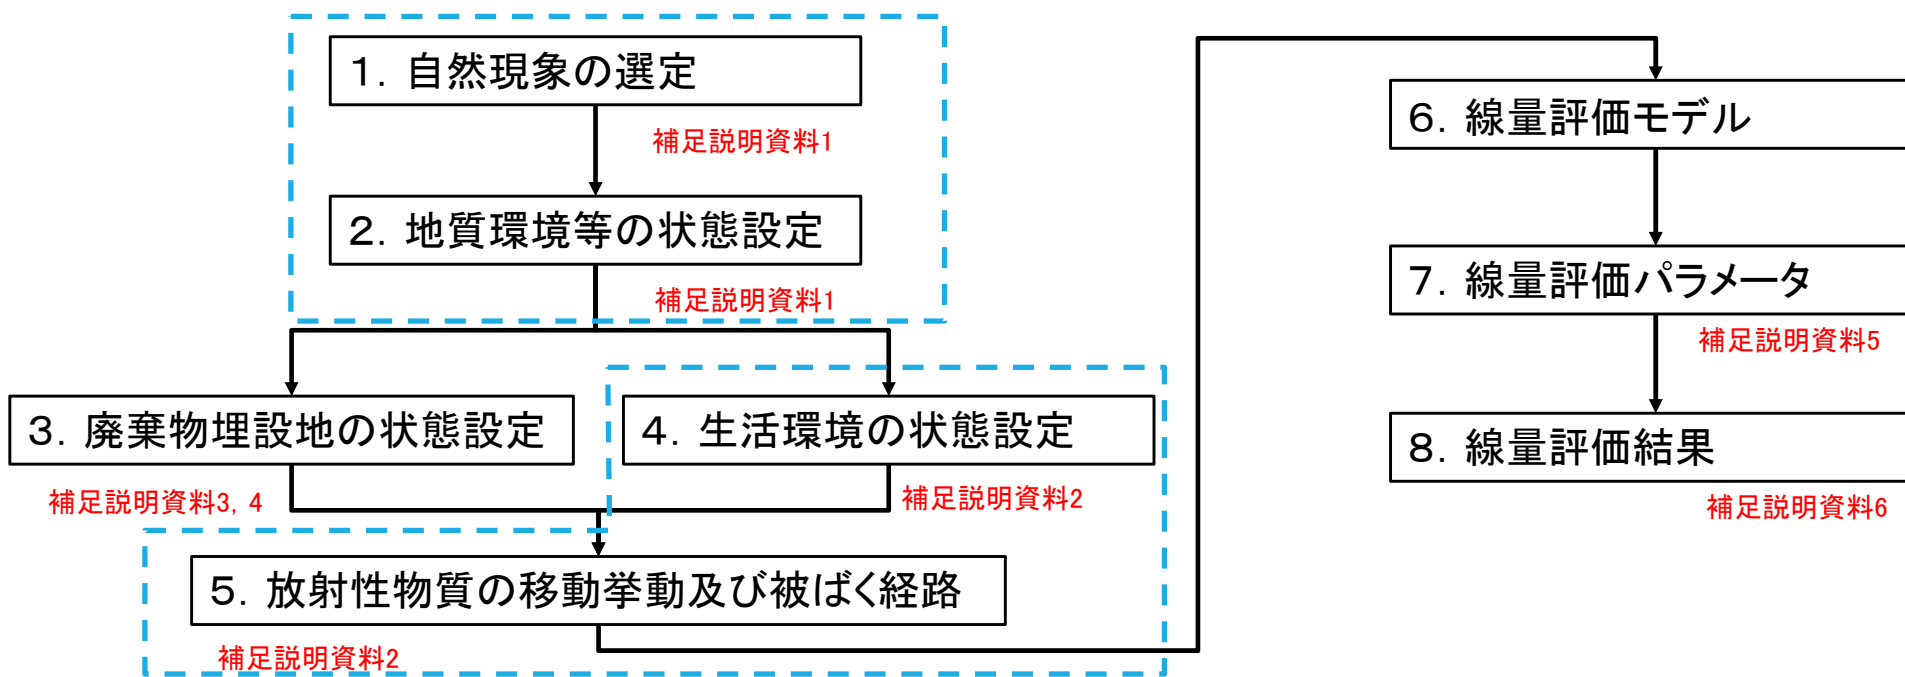 1. 自然現象の選定
補足説明資料1
2. 地質環境等の状態設定
補足説明資料1
3. 廃棄物埋設地の状態設定
補足説明資料3, 4
4. 生活環境の状態設定
補足説明資料2
5. 放射性物質の移動挙動及び被ばく経路
補足説明資料2
6. 線量評価モデル
7. 線量評価パラメータ
補足説明資料5
8. 線量評価結果
補足説明資料6